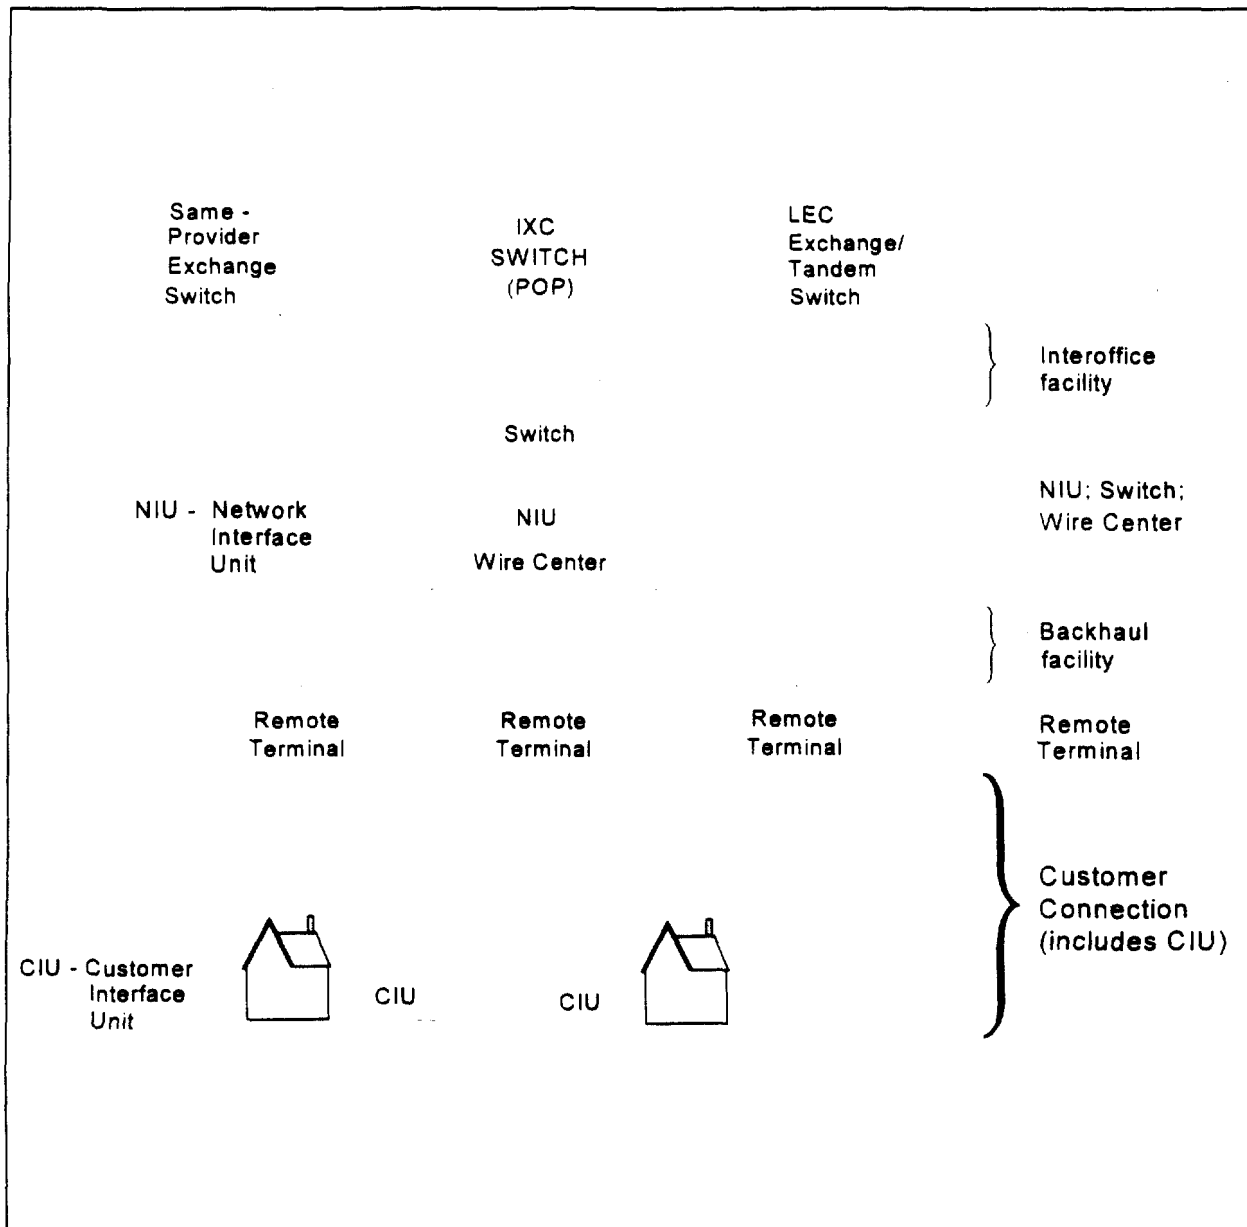 Same -
Provider
Exchange
Switch
IXC
SWITCH
(POP)
LEC
Exchange/
Tandem
Switch
Interoffice
facility
Switch
NIU - Network
Interface
Unit
NIU
Wire Center
NIU; Switch;
Wire Center
Backhaul
facility
Remote
Terminal
Remote
Terminal
Remote
Terminal
Remote
Terminal
Customer
Connection
(includes CIU)
CIU - Customer
Interface
Unit
CIU
CIU